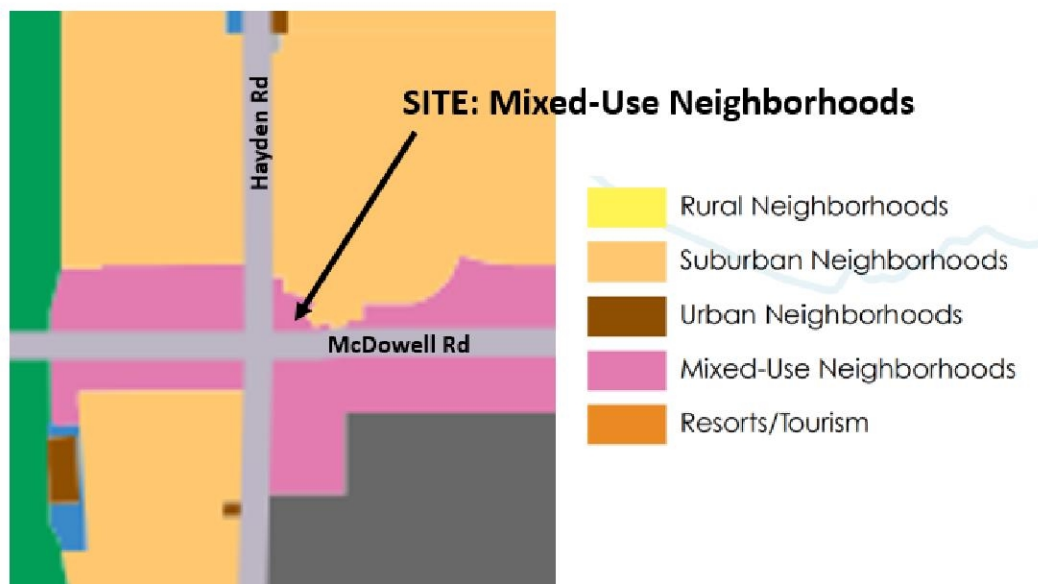 Hayden Rd
SITE: Mixed-Use Neighborhoods
McDowell Rd
Rural Neighborhoods
Suburban Neighborhoods
Urban Neighborhoods
Mixed-Use Neighborhoods
Resorts/Tourism